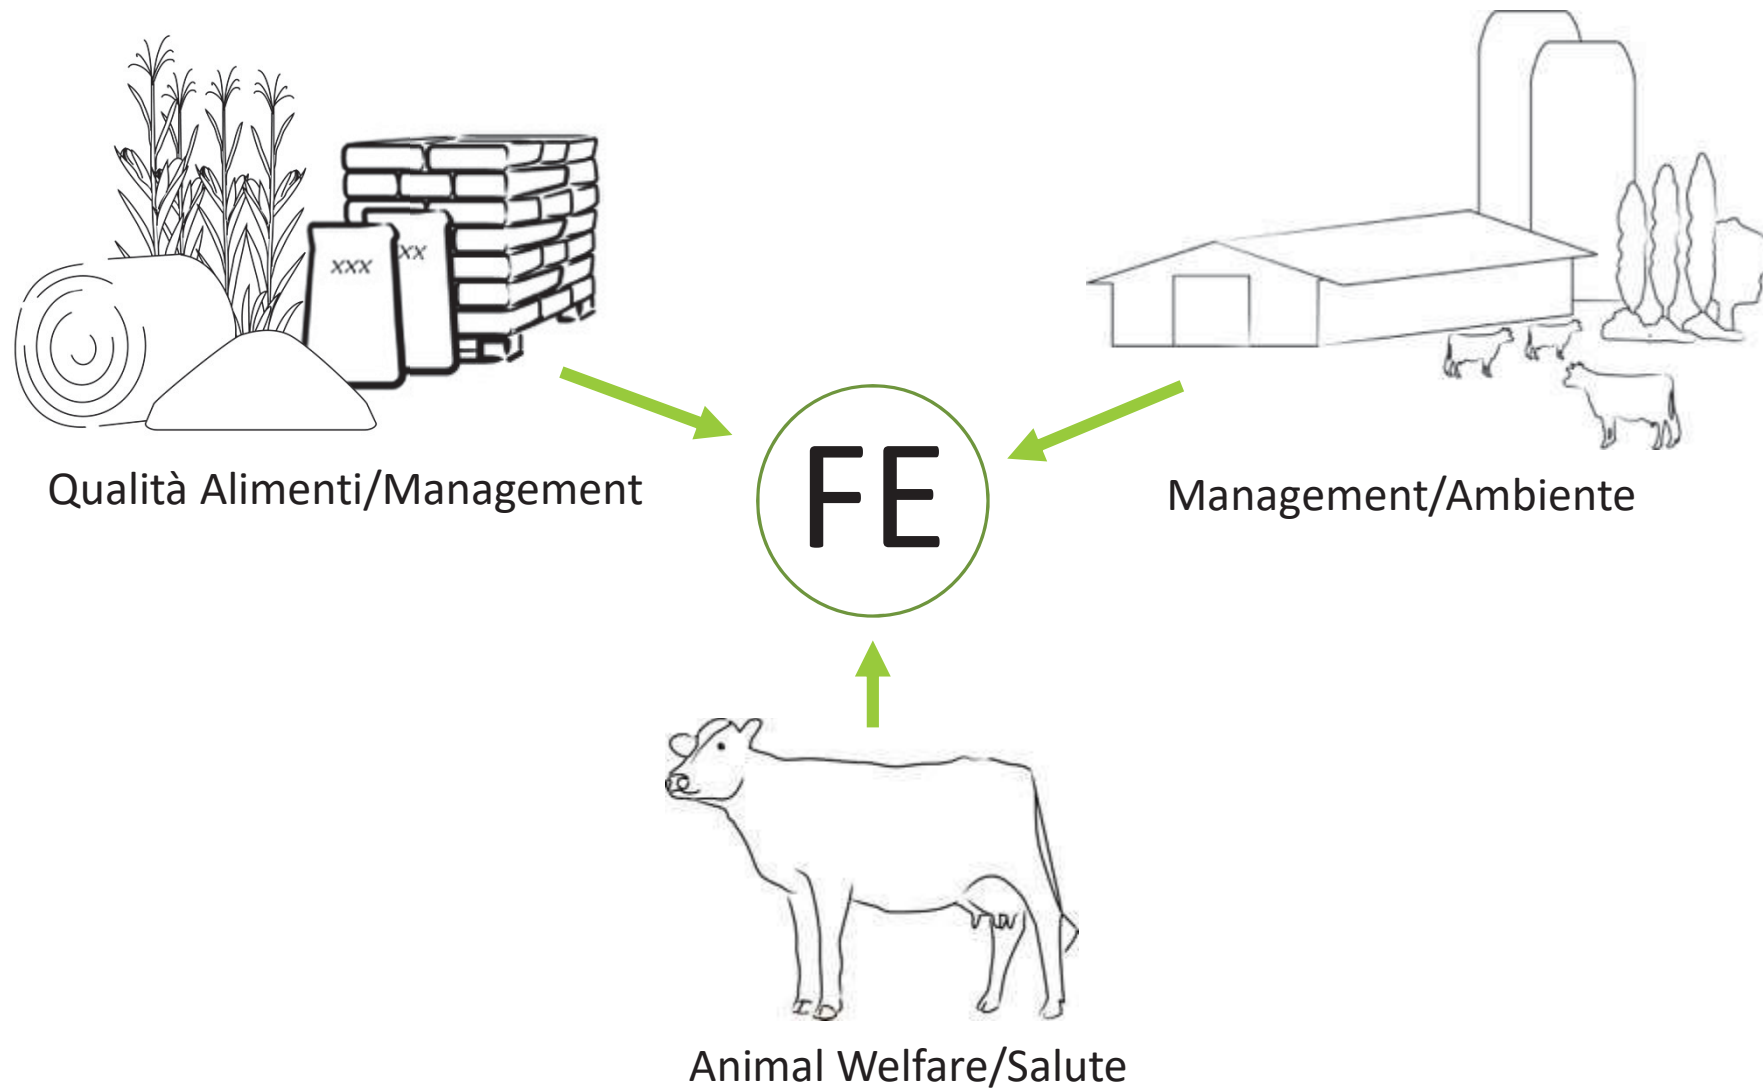 xxx
xx
Qualità Alimenti/Management
FE
Management/Ambiente
Animal Welfare/Salute